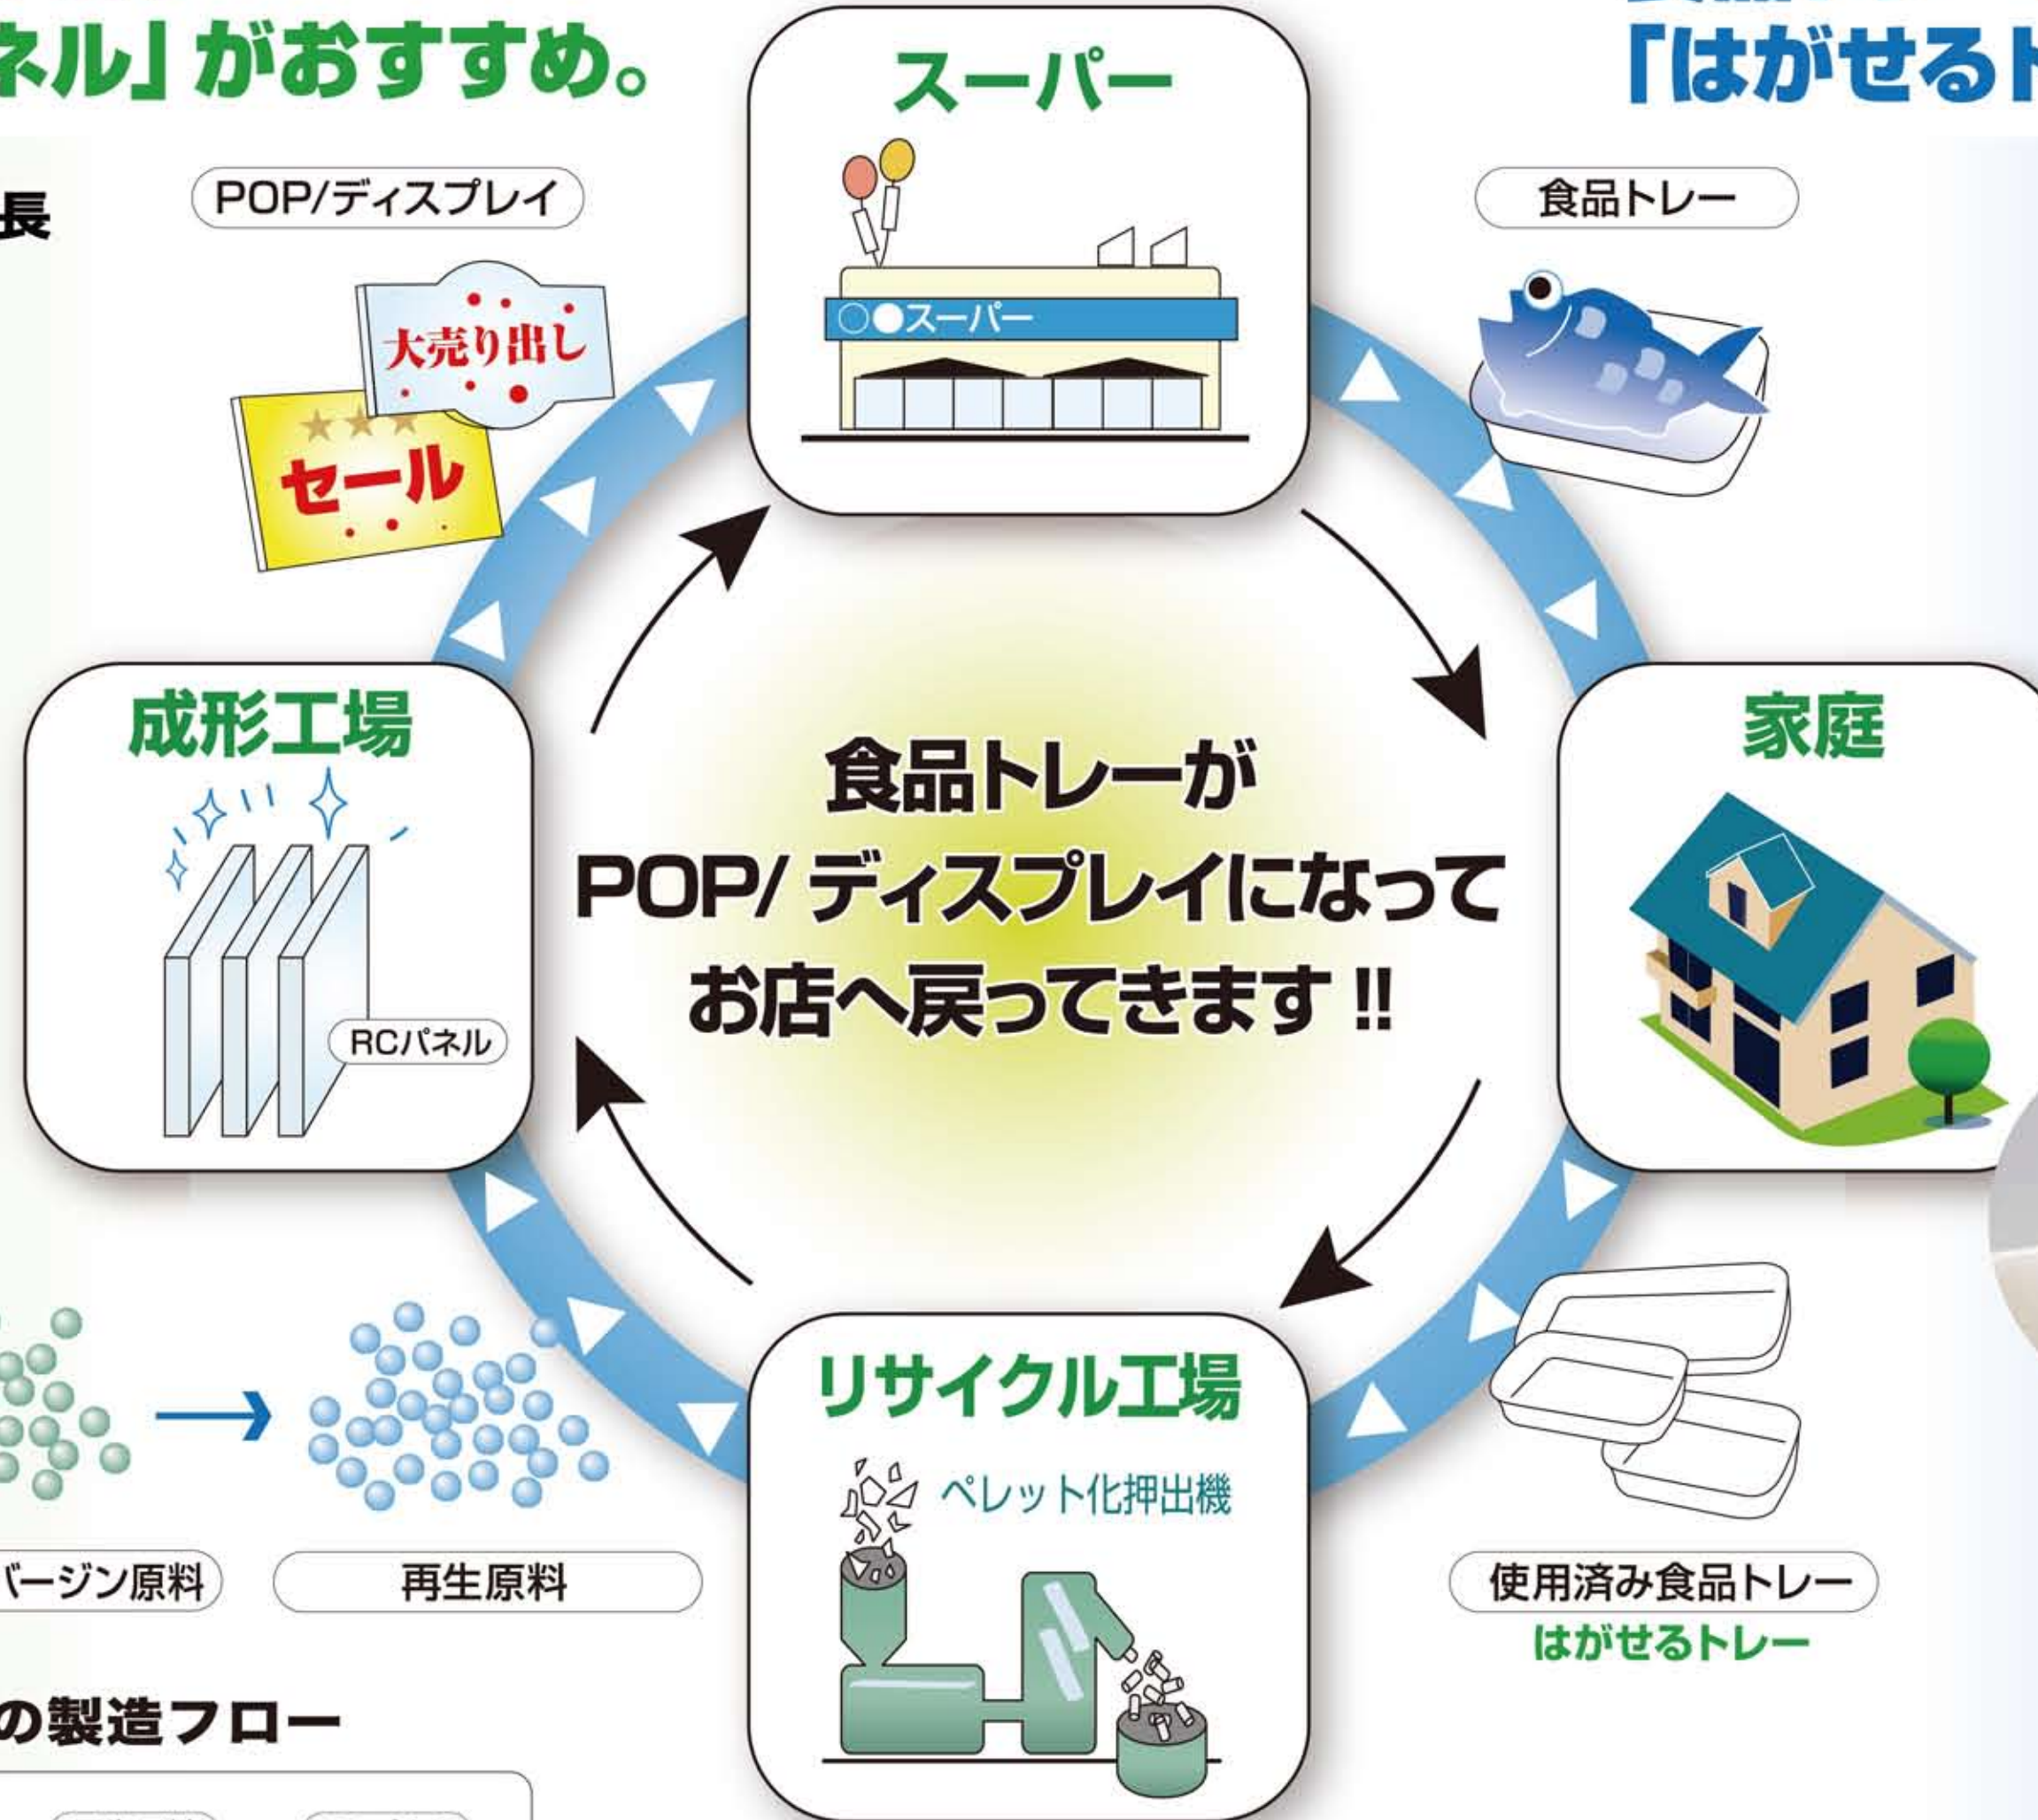 ネル」がおすすめ。
「はがせるト
長
POP/ディスプレイ
大売り出し
セール
スーパー
○●スーパー
食品トレー
成形工場
RCパネル
食品トレーが
POP/ディスプレイになって
お店へ戻ってきます!!
家庭
バージン原料
再生原料
リサイクル工場
ペレット化押出機
使用済み食品トレー
はがせるトレー
の製造フロー